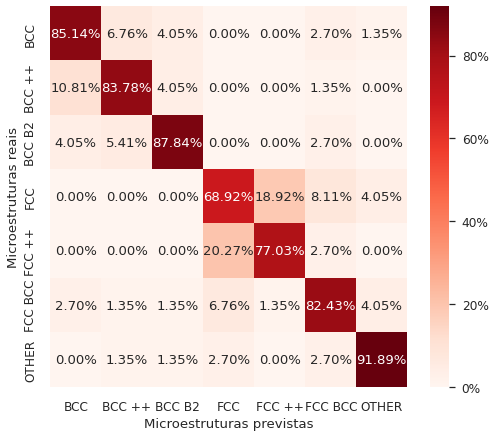 Microestruturas reais
BCC 85.14% 6.76% 4.05% 0.00% 0.00% 2.70% 1.35%
BCC ++ 10.81% 83.78% 4.05% 0.00% 0.00% 1.35% 0.00%
BCC B2 4.05% 5.41% 87.84% 0.00% 0.00% 2.70% 0.00%
FCC 0.00% 0.00% 0.00% 68.92% 18.92% 8.11% 4.05%
FCC ++ 0.00% 0.00% 0.00% 20.27% 77.03% 2.70% 0.00%
FCC BCC 2.70% 1.35% 1.35% 6.76% 1.35% 82.43% 4.05%
OTHER 0.00% 1.35% 1.35% 2.70% 0.00% 2.70% 91.89%
BCC BCC ++ BCC B2 FCC FCC ++ FCC BCC OTHER
Microestruturas previstas
80%
60%
40%
20%
0%